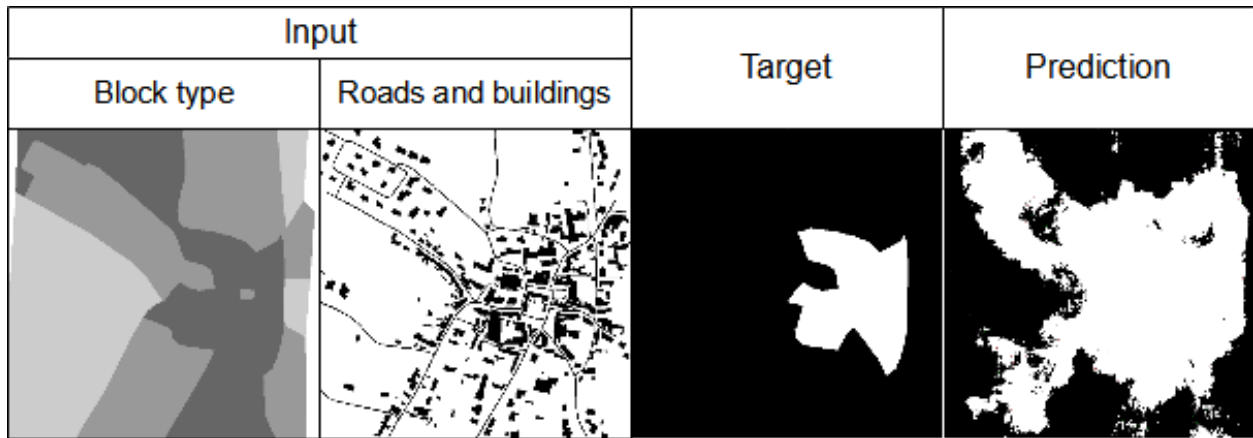 Input
Target
Prediction
Block type
Roads and buildings